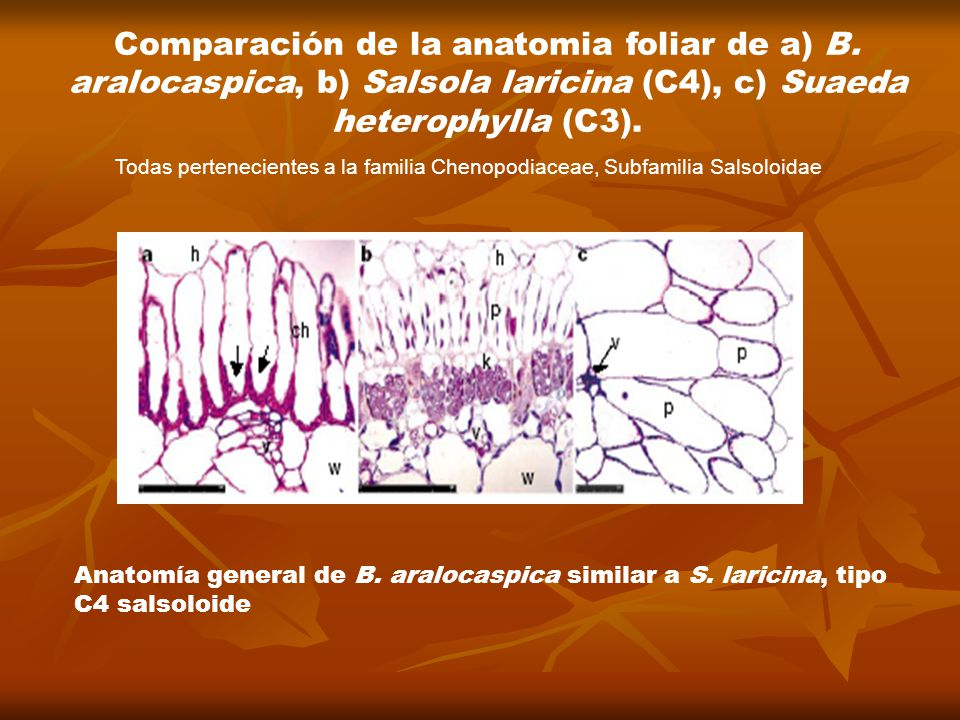 Comparación de la anatomia foliar de a) B.
aralocaspica, b) Salsola laricina (C4), c) Suaeda
heterophylla (C3).
Todas pertenecientes a la familia Chenopodiaceae, Subfamilia Salsoloidae
a h ch v w
b h p k v w
c v p p
Anatomía general de B. aralocaspica similar a S. laricina, tipo
C4 salsoloide